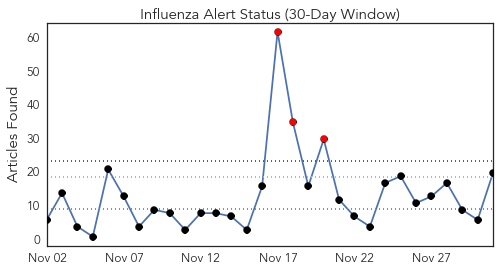 Influenza Alert Status (30-Day Window)
Articles Found
60
50
40
30
20
10
0
Nov 02 Nov 07 Nov 12 Nov 17 Nov 22 Nov 27